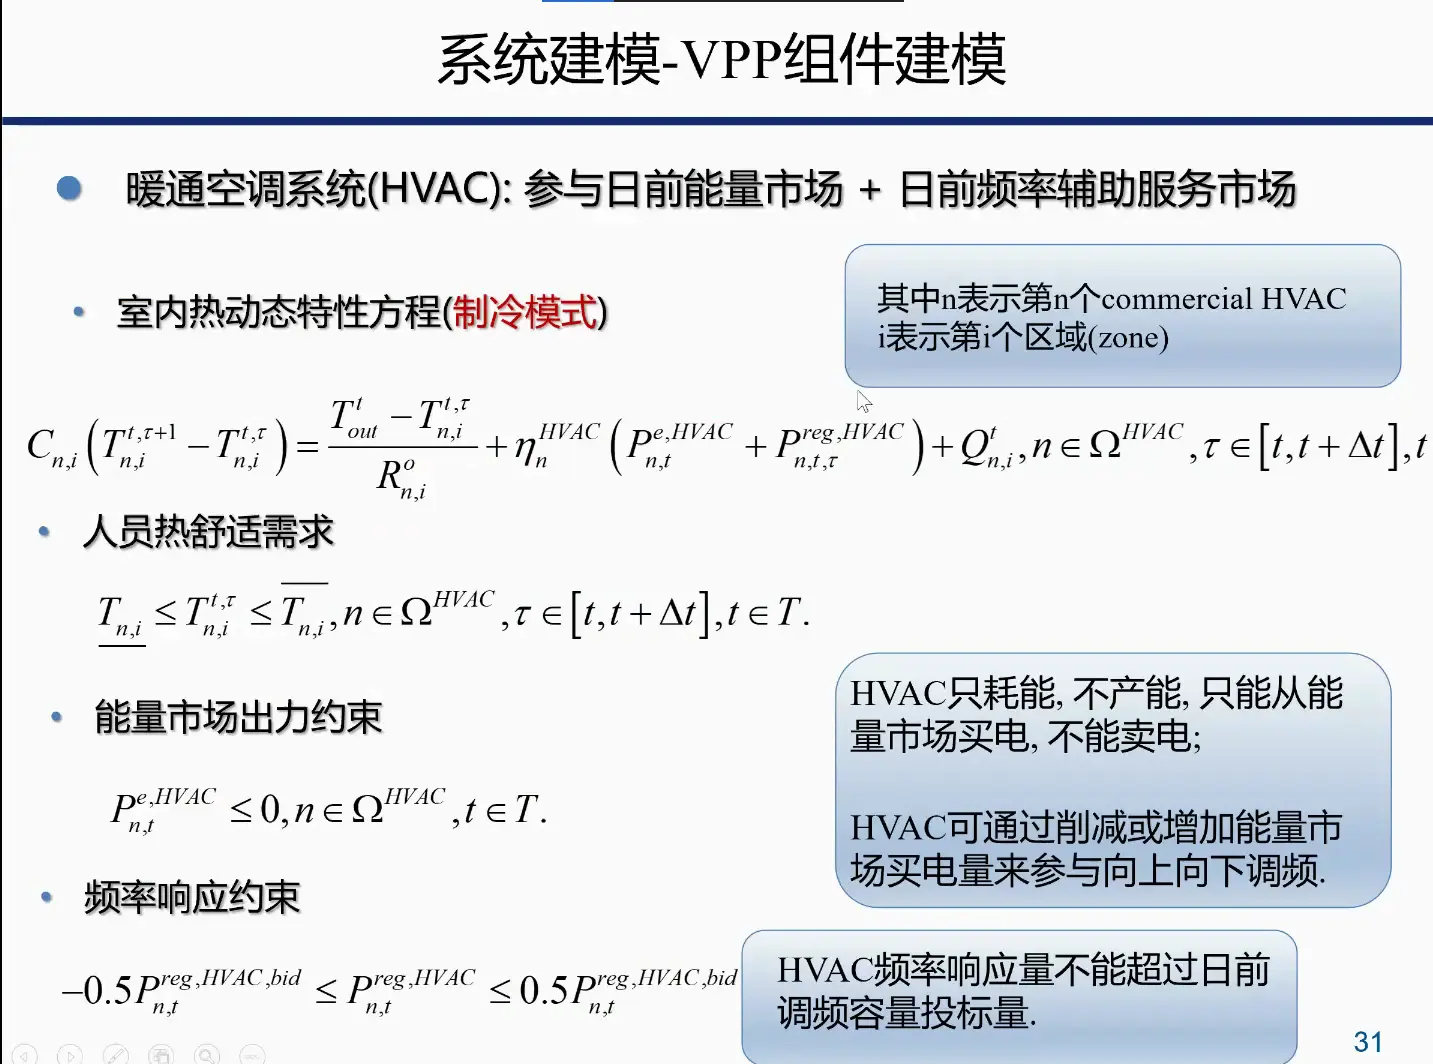 系统建模-VPP组件建模
暖通空调系统(HVAC): 参与日前能量市场 + 日前频率辅助服务市场
室内热动态特性方程(制冷模式)
其中n表示第n个commercial HVAC
i表示第i个区域(zone)
$C_{n,i}\left(T_{n,i}^{t,\tau+1}-T_{n,i}^{t,\tau}\right)=\frac{T_{out}^{t}-T_{n,i}^{t,\tau}}{R_{n,i}^{o}}+\eta_{n}^{HVAC}\left(P_{n,t}^{e,HVAC}+P_{n,t,\tau}^{reg,HVAC}\right)+Q_{n,i}^{t},n\in\Omega^{HVAC},\tau\in[t,t+\Delta t],t$
人员热舒适需求
$\underline{T_{n,i}}\leq T_{n,i}^{t,\tau}\leq\overline{T_{n,i}},n\in\Omega^{HVAC},\tau\in[t,t+\Delta t],t\in T.$
能量市场出力约束
$P_{n,t}^{e,HVAC}\leq 0,n\in\Omega^{HVAC},t\in T.$
HVAC只耗能, 不产能, 只能从能
量市场买电, 不能卖电;
HVAC可通过削减或增加能量市
场买电量来参与向上向下调频.
频率响应约束
$-0.5P_{n,t}^{reg,HVAC,bid}\leq P_{n,t}^{reg,HVAC}\leq 0.5P_{n,t}^{reg,HVAC,bid}$
HVAC频率响应量不能超过日前
调频容量投标量.
31